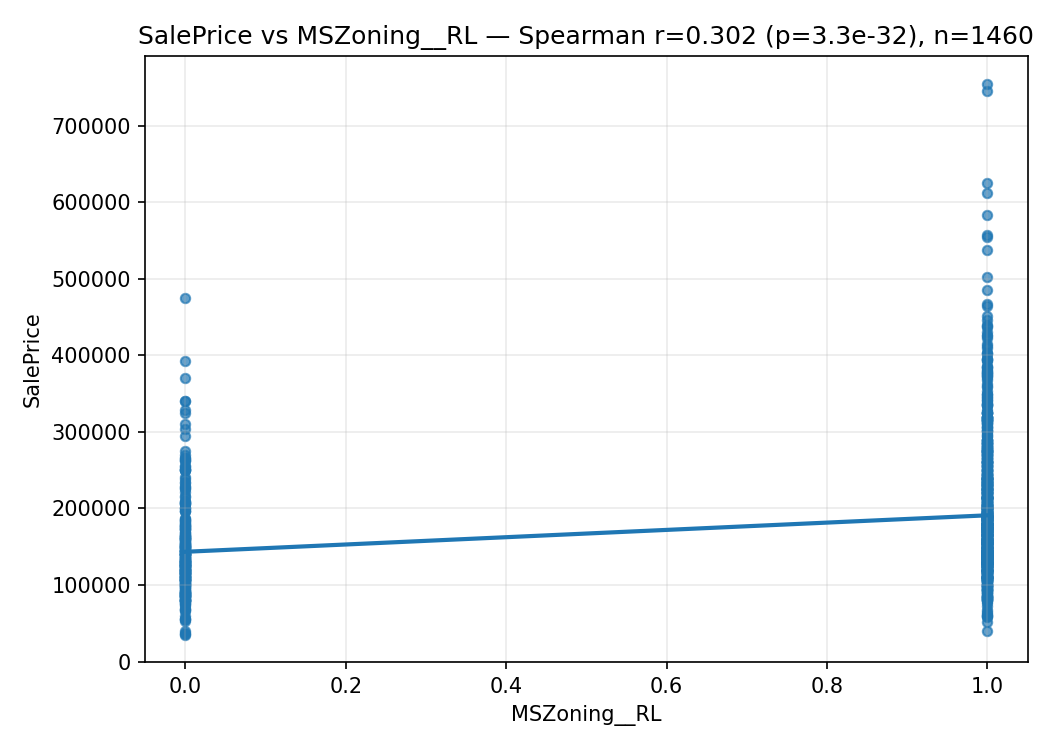 SalePrice vs MSZoning__RL — Spearman r=0.302 (p=3.3e-32), n=1460
700000
600000
500000
400000
300000
200000
100000
0
SalePrice
0.0 0.2 0.4 0.6 0.8 1.0
MSZoning__RL